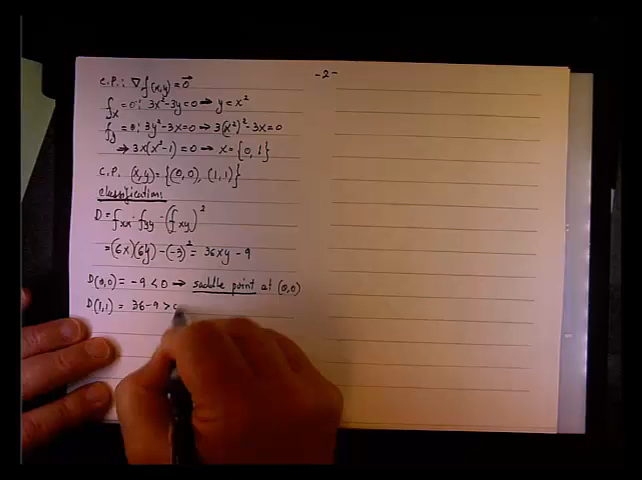 -2-
C.P.: ∇f(x,y) = 0⃗
fx = 0: 3x² - 3y = 0 → y = x²
fy = 0: 3y² - 3x = 0 → 3(x²)² - 3x = 0
→ 3x(x³-1) = 0 → x = {0, 1}
C.P. (x,y) = {(0,0), (1,1)}
Classification:
D = fxx · fyy - (fxy)²
= (6x)(6y) - (-3)² = 36xy - 9
D(0,0) = -9 < 0 → saddle point at (0,0)
D(1,1) = 36-9 >